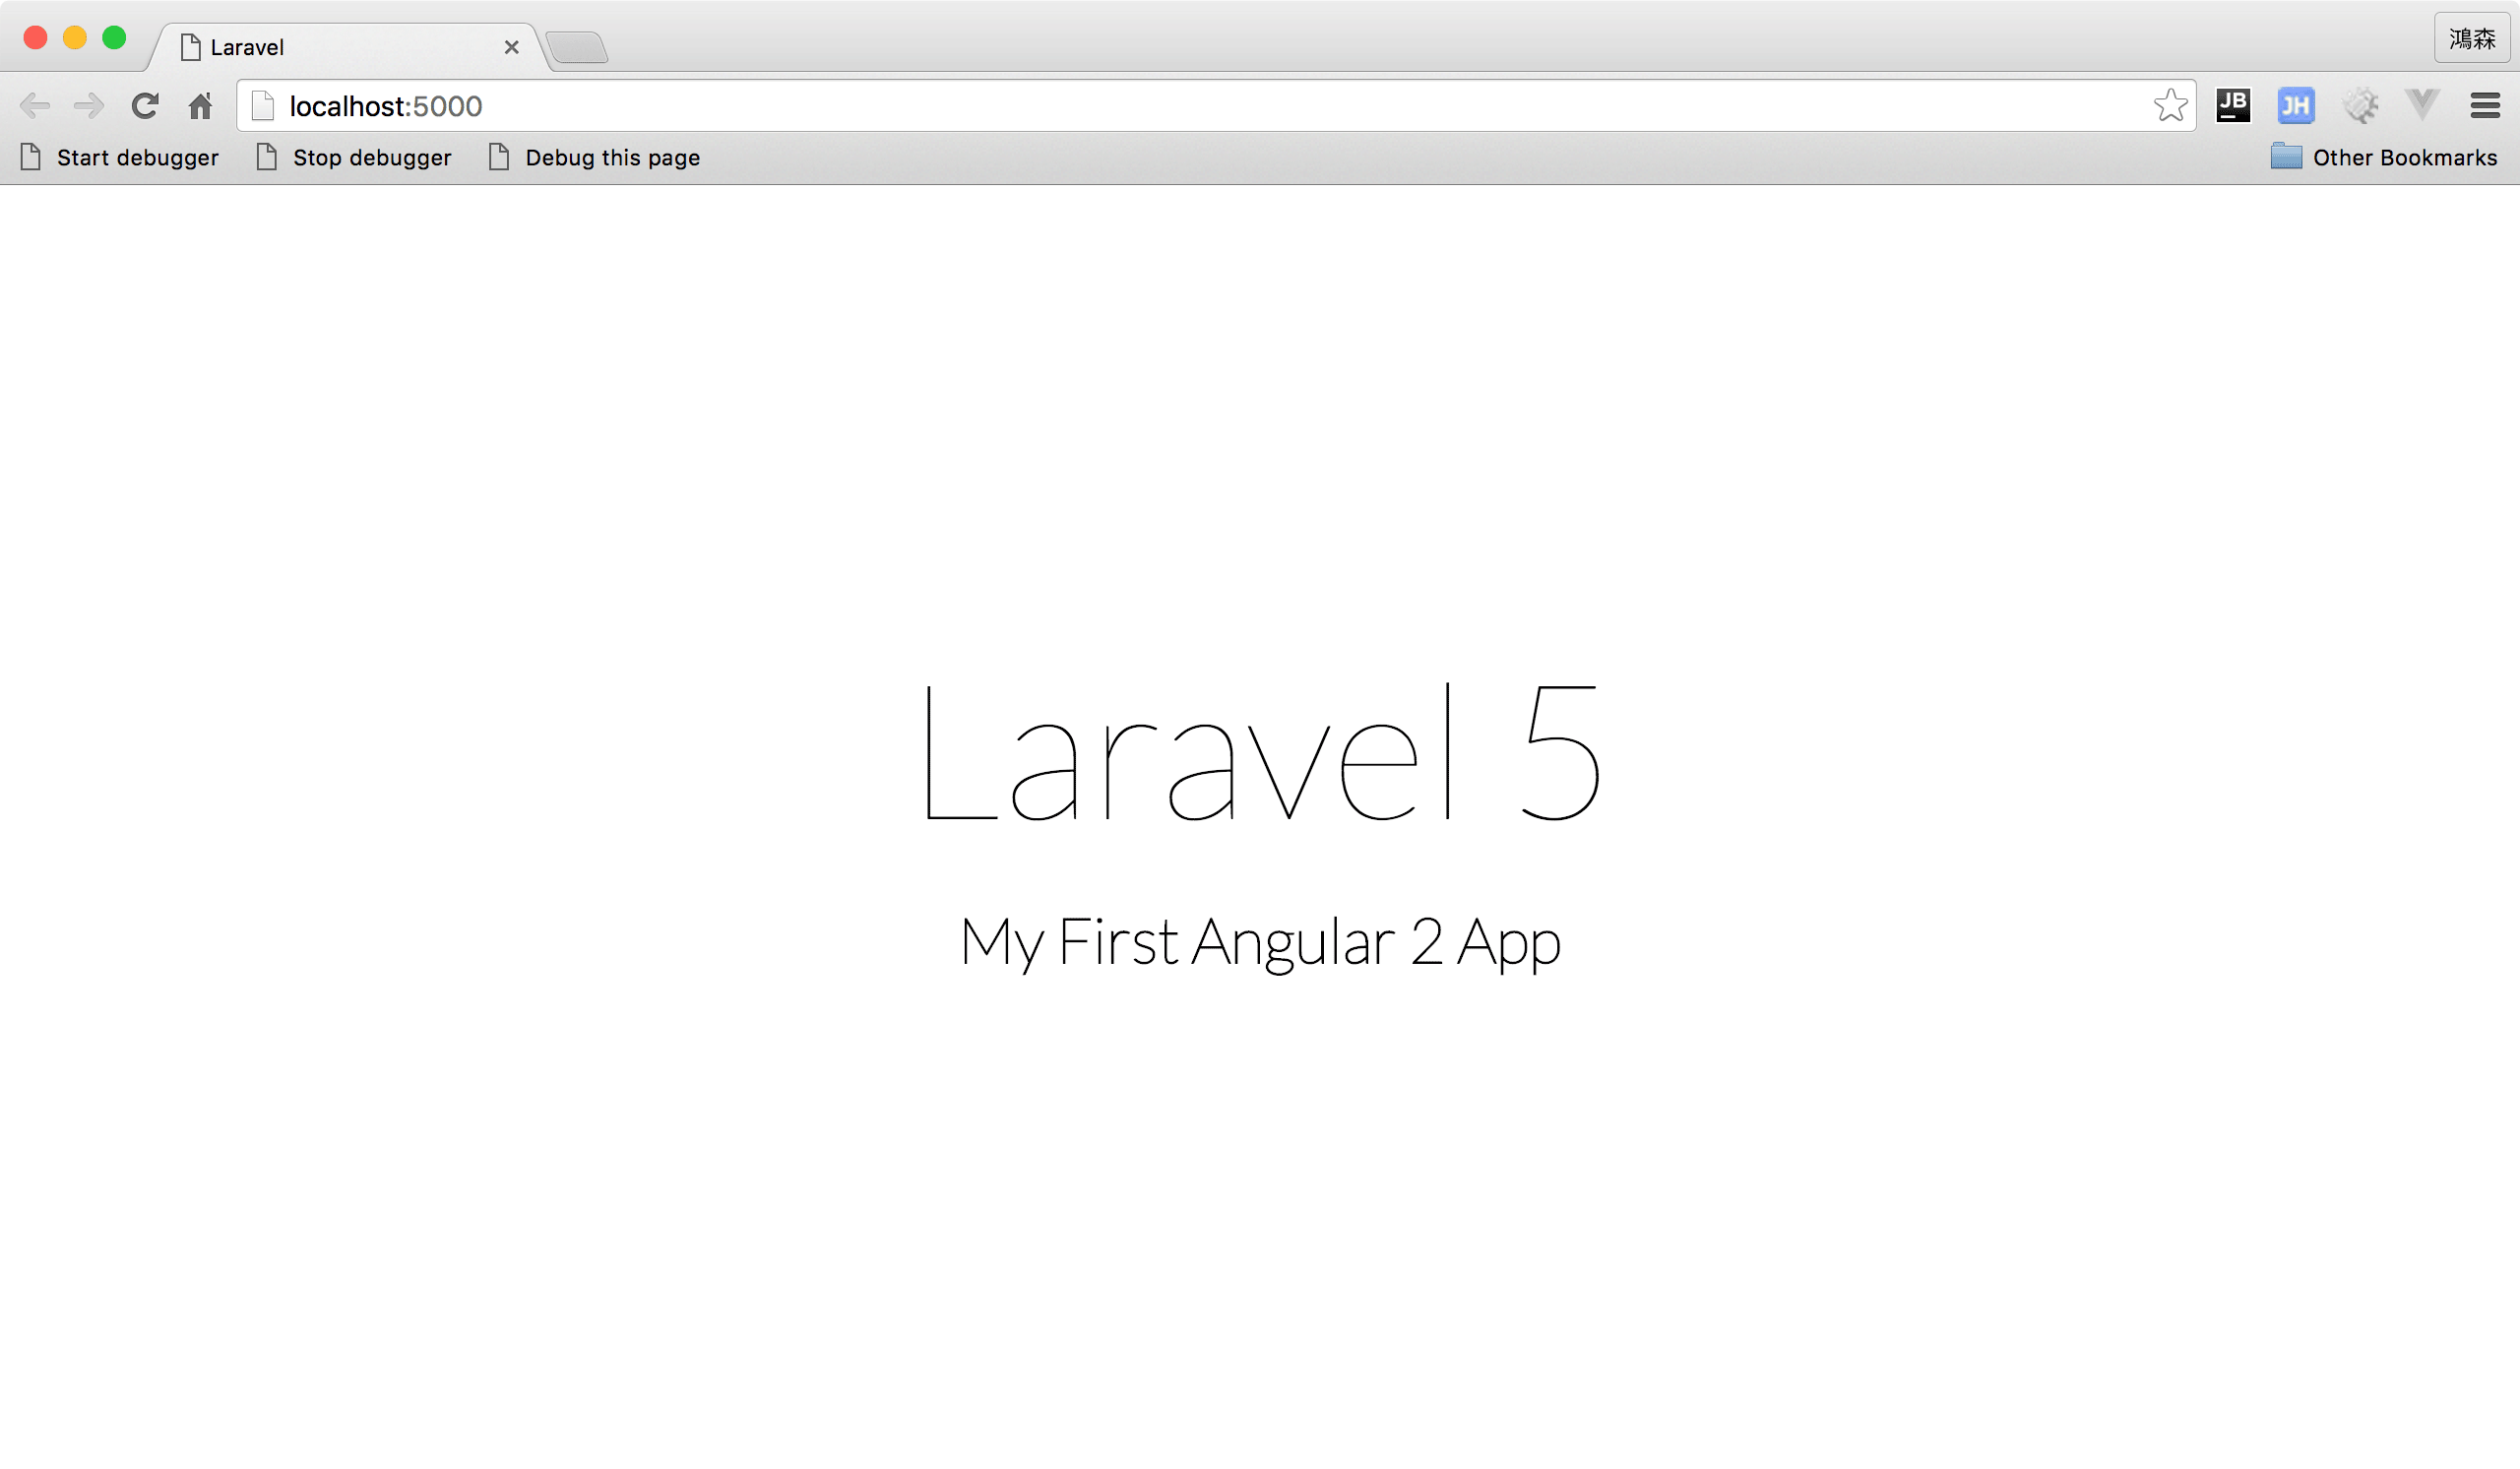 Laravel
鴻森
localhost:5000
JB
JH
Start debugger
Stop debugger
Debug this page
Other Bookmarks
Laravel 5
My First Angular 2 App